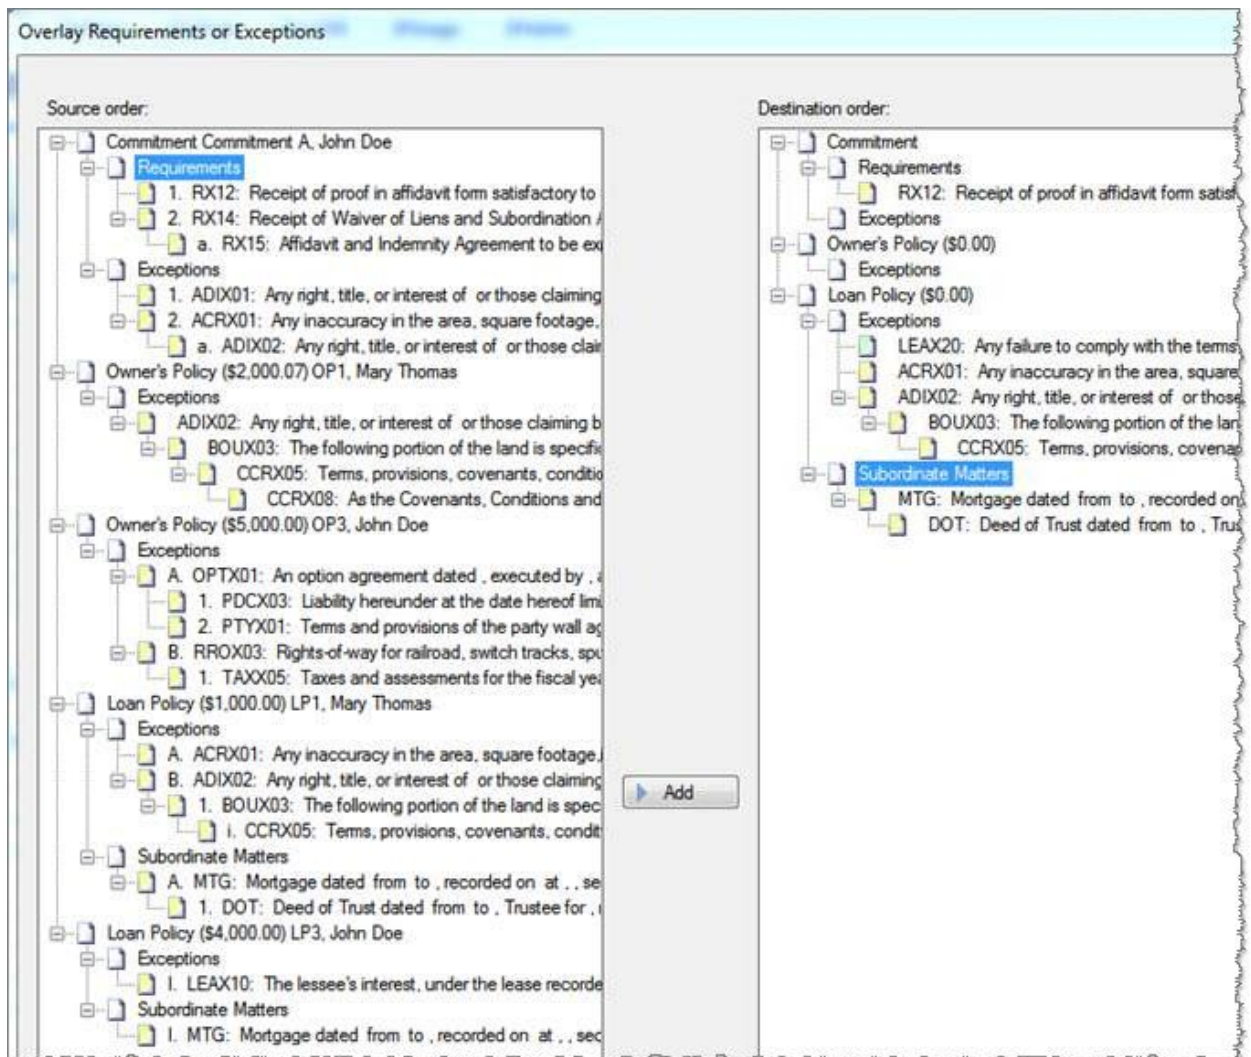 Overlay Requirements or Exceptions
Source order:
Commitment Commitment A, John Doe
Requirements
1. RX12: Receipt of proof in affidavit form satisfactory to
2. RX14: Receipt of Waiver of Liens and Subordination
a. RX15: Affidavit and Indemnity Agreement to be
Exceptions
1. ADIX01: Any right, title, or interest of or those claiming
2. ACRX01: Any inaccuracy in the area, square footage,
a. ADIX02: Any right, title, or interest of or those
Owner's Policy ($2,000.07) OP1, Mary Thomas
Exceptions
ADIX02: Any right, title, or interest of or those claiming b
BOUX03: The following portion of the land is
CCRX05: Terms, provisions, covenants,
CCRX08: As the Covenants, Conditions and
Owner's Policy ($5,000.00) OP3, John Doe
Exceptions
A. OPTX01: An option agreement dated , executed by ,
1. PDCX03: Liability hereunder at the date hereof
2. PTYX01: Terms and provisions of the party wall
B. RROX03: Rights-of-way for railroad, switch tracks,
1. TAXX05: Taxes and assessments for the fiscal
Loan Policy ($1,000.00) LP1, Mary Thomas
Exceptions
A. ACRX01: Any inaccuracy in the area, square footage,
B. ADIX02: Any right, title, or interest of or those claiming
1. BOUX03: The following portion of the land is
i. CCRX05: Terms, provisions, covenants,
Subordinate Matters
A. MTG: Mortgage dated from to , recorded on at , , se
1. DOT: Deed of Trust dated from to , Trustee for ,
Loan Policy ($4,000.00) LP3, John Doe
Exceptions
I. LEAX10: The lessee's interest, under the lease recorde
Subordinate Matters
I. MTG: Mortgage dated from to , recorded on at , , sec
Add
Destination order:
Commitment
Requirements
RX12: Receipt of proof in affidavit form
Exceptions
Owner's Policy ($0.00)
Exceptions
Loan Policy ($0.00)
Exceptions
LEAX20: Any failure to comply with the terms
ACRX01: Any inaccuracy in the area, square
ADIX02: Any right, title, or interest of or those
BOUX03: The following portion of the
CCRX05: Terms, provisions,
Subordinate Matters
MTG: Mortgage dated from to , recorded on
DOT: Deed of Trust dated from to ,